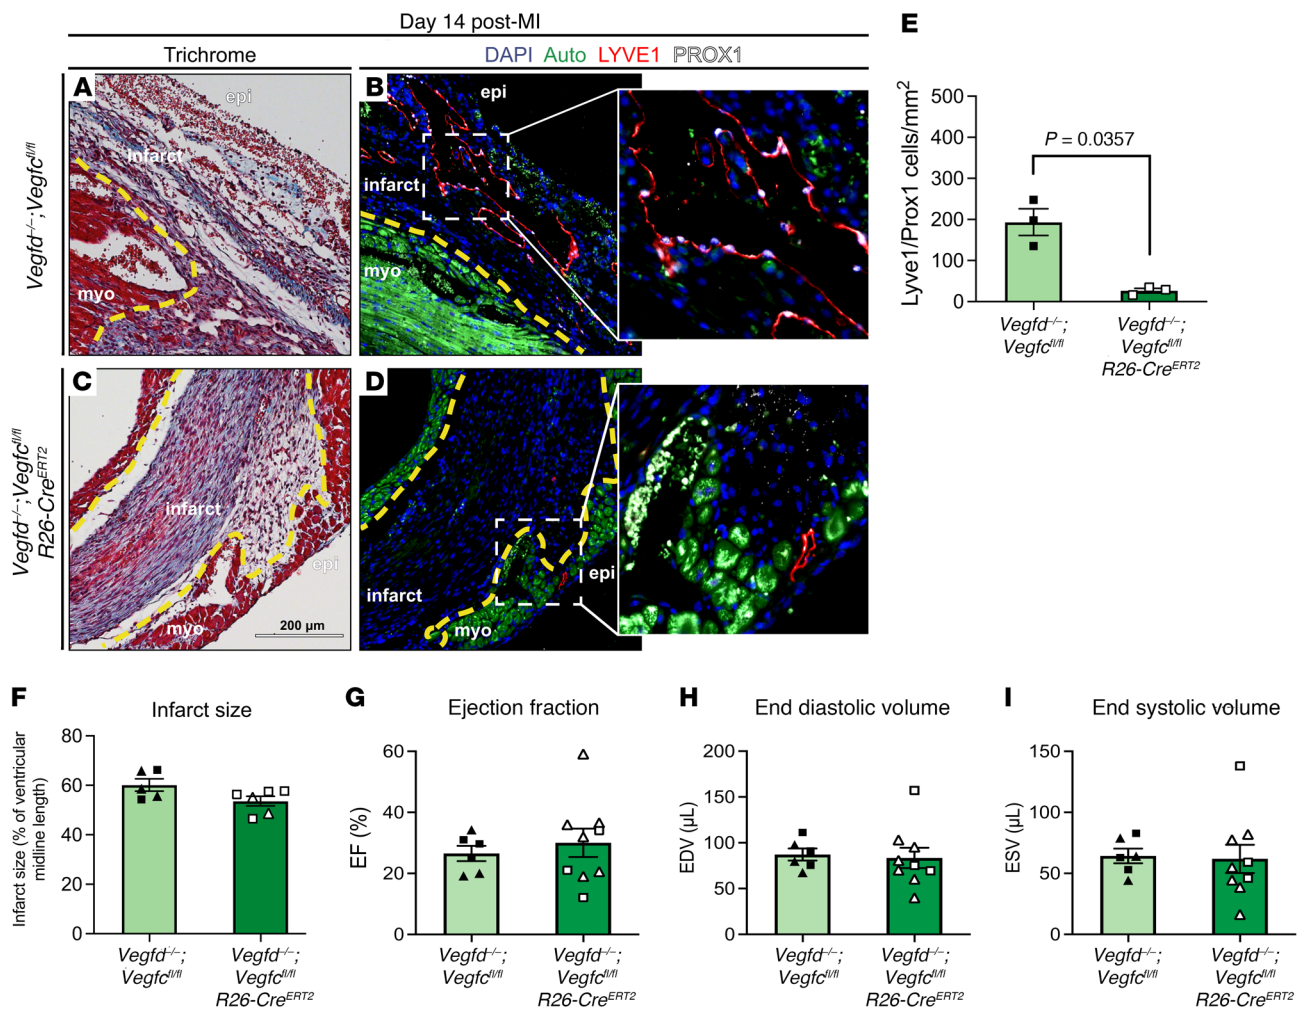 Day 14 post-MI
Trichrome
DAPI Auto LYVE1 PROX1
Vegfd–/–;Vegfcfl/fl
A
epi
infarct
myo
B
epi
infarct
myo
Vegfd–/–;Vegfcfl/fl
R26-CreERT2
C
infarct
epi
myo
200 µm
D
infarct
epi
myo
E
Lyve1/Prox1 cells/mm2
500
400
300
200
100
0
P = 0.0357
Vegfd–/–;
Vegfcfl/fl
Vegfd–/–;
Vegfcfl/fl
R26-CreERT2
F
Infarct size
Infarct size (% of ventricular
midline length)
80
60
40
20
0
Vegfd–/–;
Vegfcfl/fl
Vegfd–/–;
Vegfcfl/fl
R26-CreERT2
G
Ejection fraction
EF (%)
60
40
20
0
Vegfd–/–;
Vegfcfl/fl
Vegfd–/–;
Vegfcfl/fl
R26-CreERT2
H
End diastolic volume
EDV (µL)
200
150
100
50
0
Vegfd–/–;
Vegfcfl/fl
Vegfd–/–;
Vegfcfl/fl
R26-CreERT2
I
End systolic volume
ESV (µL)
150
100
50
0
Vegfd–/–;
Vegfcfl/fl
Vegfd–/–;
Vegfcfl/fl
R26-CreERT2